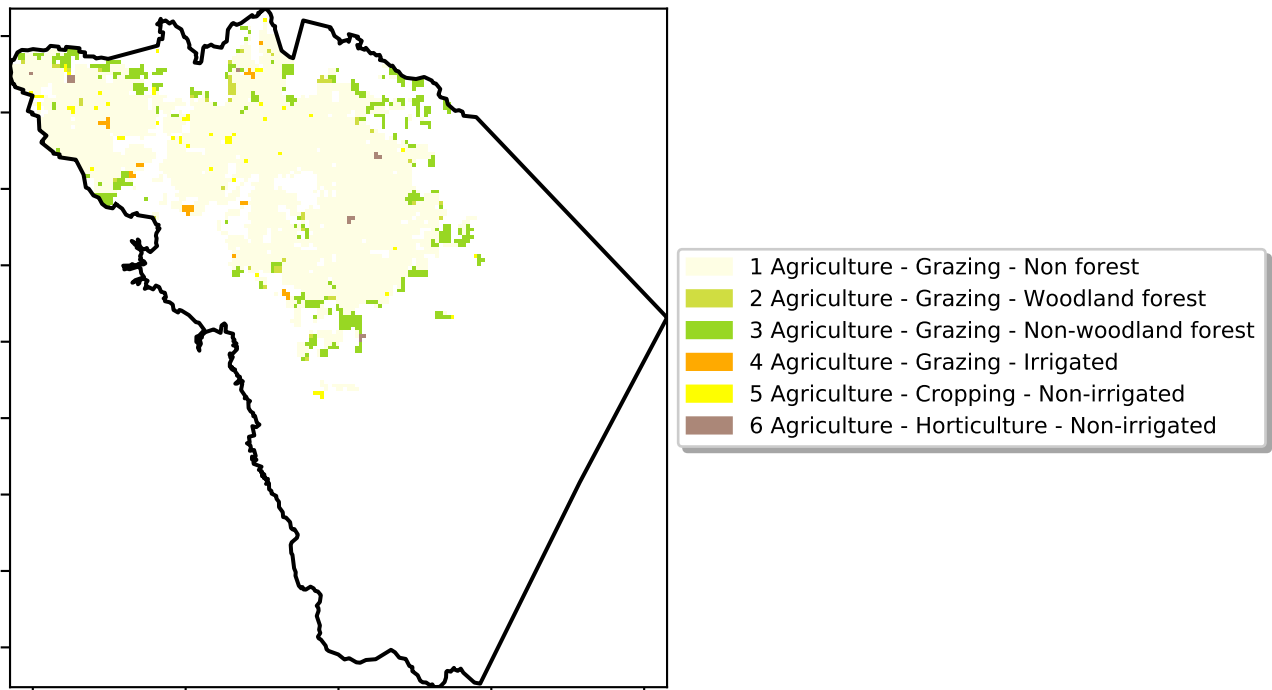 1 Agriculture - Grazing - Non forest
2 Agriculture - Grazing - Woodland forest
3 Agriculture - Grazing - Non-woodland forest
4 Agriculture - Grazing - Irrigated
5 Agriculture - Cropping - Non-irrigated
6 Agriculture - Horticulture - Non-irrigated